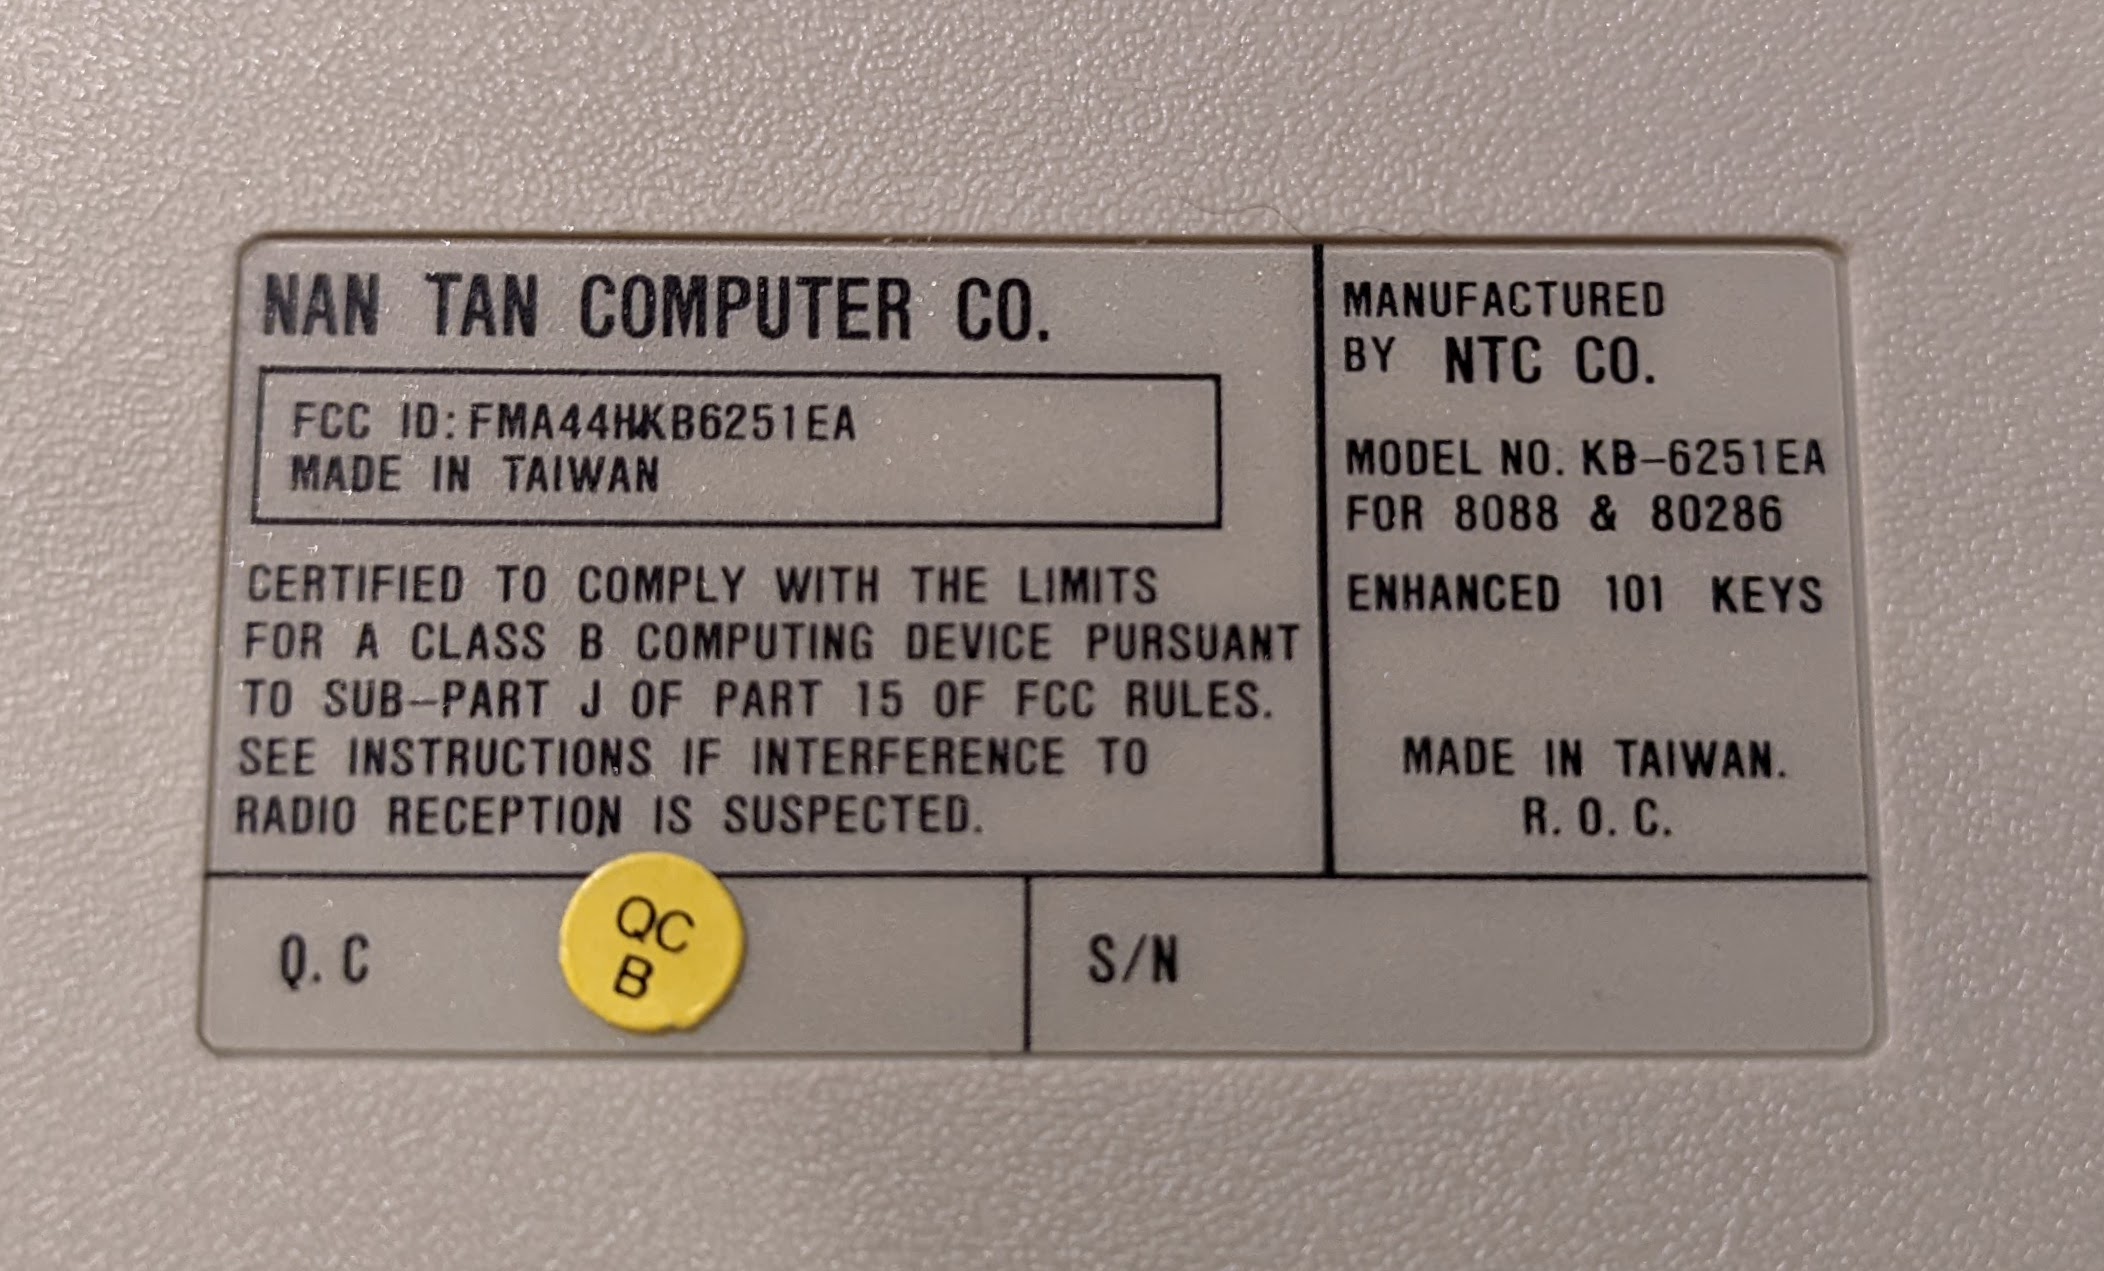 NAN TAN COMPUTER CO.
FCC ID: FMA44HKB6251EA
MADE IN TAIWAN
CERTIFIED TO COMPLY WITH THE LIMITS
FOR A CLASS B COMPUTING DEVICE PURSUANT
TO SUB-PART J OF PART 15 OF FCC RULES.
SEE INSTRUCTIONS IF INTERFERENCE TO
RADIO RECEPTION IS SUSPECTED.
MANUFACTURED
BY NTC CO.
MODEL NO. KB-6251EA
FOR 8088 & 80286
ENHANCED 101 KEYS
MADE IN TAIWAN.
R. O. C.
Q. C
QC
B
S/N